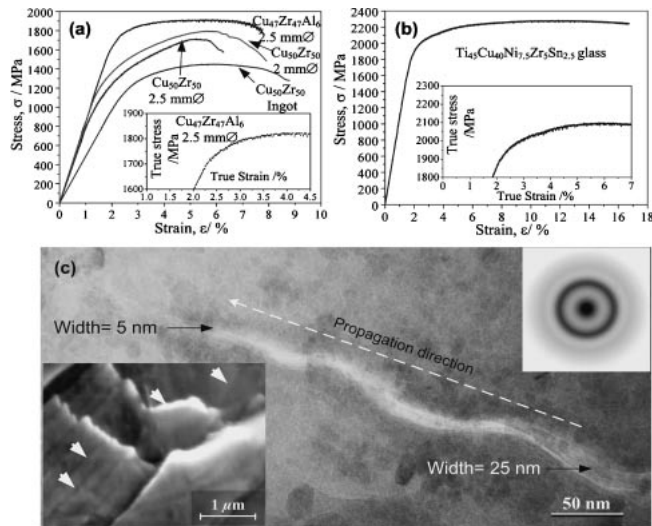 (a)
Cu47Zr47Al6
2.5 mmØ
Cu50Zr50
2 mmØ
Cu50Zr50
2.5 mmØ
Cu50Zr50
Ingot
Stress, σ / MPa
2000
1800
1600
1400
1200
1000
800
600
400
200
0
Cu47Zr47Al6
2.5 mmØ
True stress
/MPa
1800
1700
1600
True Strain /%
1.0 1.5 2.0 2.5 3.0 3.5 4.0 4.5
0 1 2 3 4 5 6 7 8 9 10
Strain, ε/ %
(b)
Ti45Cu40Ni7.5Zr5Sn2.5 glass
Stress, σ / MPa
2400
2200
2000
1800
1600
1400
1200
1000
800
600
400
200
0
True stress
/MPa
2200
2100
2000
1900
1800
0 1 2 3 4 5 6 7
True Strain /%
0 2 4 6 8 10 12 14 16
Strain, ε/ %
(c)
Width= 5 nm
Propagation direction
Width= 25 nm
1 μm
50 nm